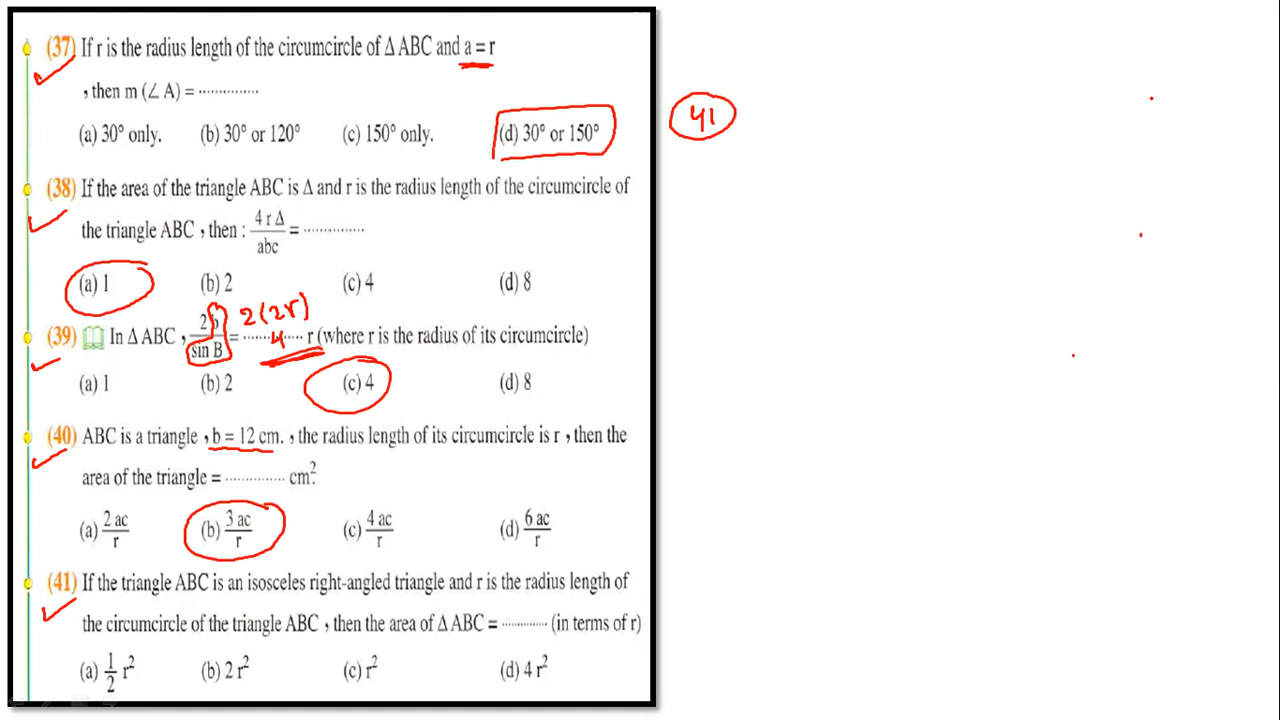 (37) If r is the radius length of the circumcircle of Δ ABC and a = r
, then m (∠ A) = ...............
(a) 30° only. (b) 30° or 120° (c) 150° only. (d) 30° or 150°
41
(38) If the area of the triangle ABC is Δ and r is the radius length of the circumcircle of
the triangle ABC , then : 4 r Δ / abc = ...............
(a) 1 (b) 2 (c) 4 (d) 8
2(2r)
(39) In Δ ABC , 2b / sin B = ............... r (where r is the radius of its circumcircle)
4
(a) 1 (b) 2 (c) 4 (d) 8
(40) ABC is a triangle , b = 12 cm. , the radius length of its circumcircle is r , then the
area of the triangle = ............... cm².
(a) 2 ac / r (b) 3 ac / r (c) 4 ac / r (d) 6 ac / r
(41) If the triangle ABC is an isosceles right-angled triangle and r is the radius length of
the circumcircle of the triangle ABC , then the area of Δ ABC = ............ (in terms of r)
(a) 1/2 r² (b) 2 r² (c) r² (d) 4 r²